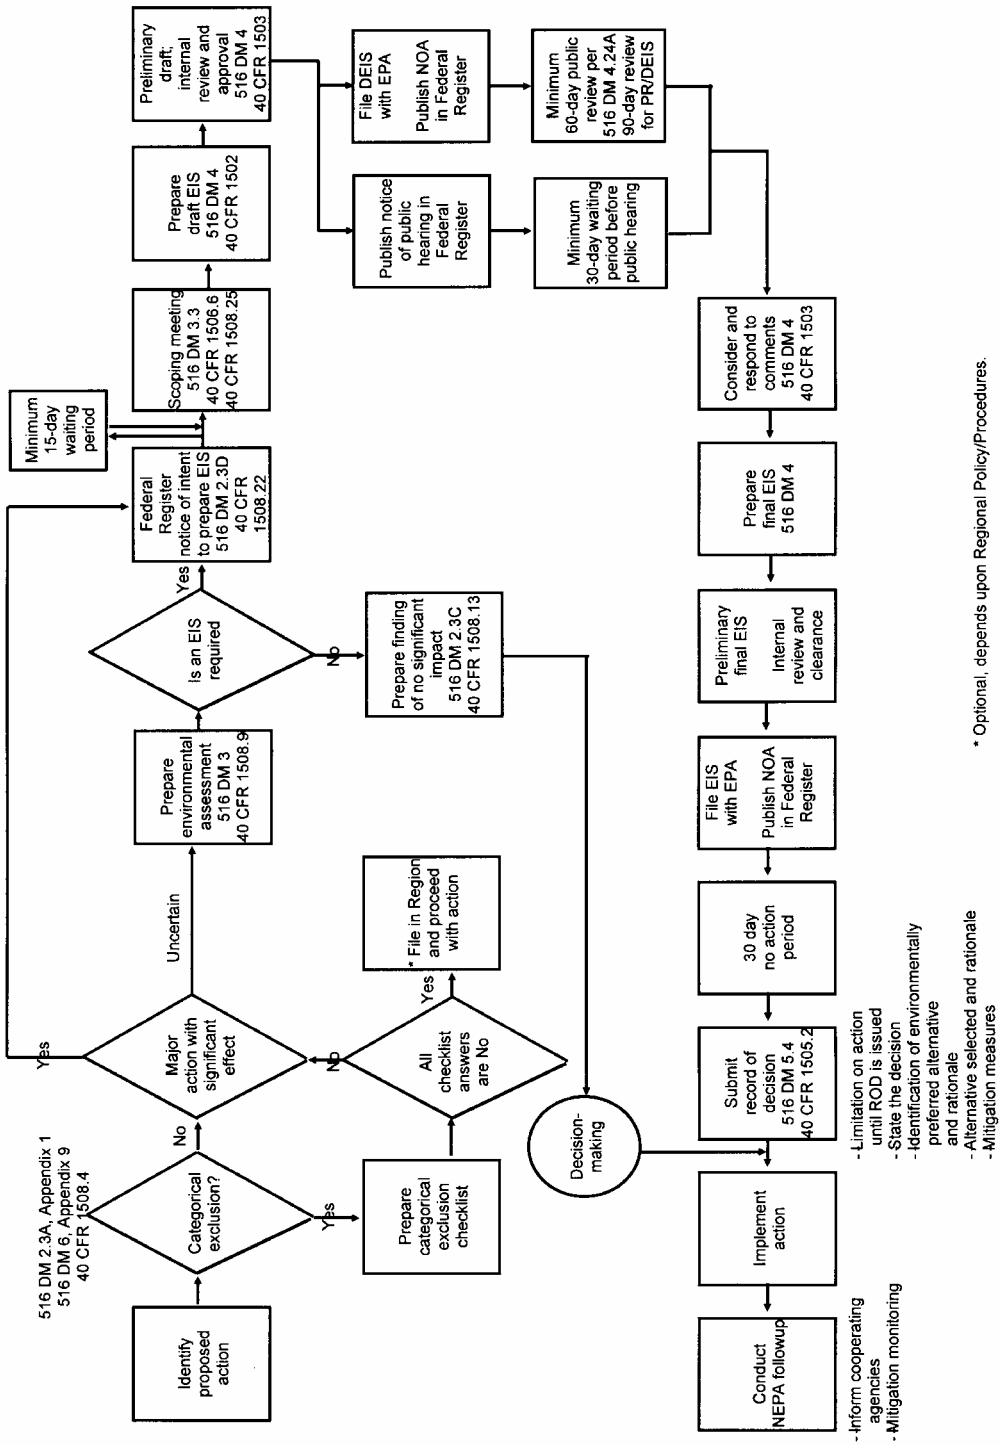 516 DM 2.3A, Appendix 1
516 DM 6, Appendix 9
40 CFR 1508.4
Identify
proposed
action
Categorical
exclusion?
No
Yes
Prepare
categorical
exclusion
checklist
All
checklist
answers
are No
Yes
No
* File in Region
and proceed
with action
Major
action with
significant
effect
Yes
Uncertain
Prepare
environmental
assessment
516 DM 3
40 CFR 1508.9
Is an EIS
required
Yes
No
Prepare finding
of no significant
impact
516 DM 2.3C
40 CFR 1508.13
Decision-
making
Federal
Register
notice of intent
to prepare EIS
516 DM 2.3D
40 CFR
1508.22
Minimum
15-day
waiting
period
Scoping meeting
516 DM 3.3
40 CFR 1506.6
40 CFR 1508.25
Prepare
draft EIS
516 DM 4
40 CFR 1502
Preliminary
draft;
internal
review and
approval
516 DM 4
40 CFR 1503
File DEIS
with EPA
Publish NOA
in Federal
Register
Minimum
60-day public
review per
516 DM 4.24A
90-day review
for PR/DEIS
Publish notice
of public
hearing in
Federal
Register
Minimum
30-day waiting
period before
public hearing
Consider and
respond to
comments
516 DM 4
40 CFR 1503
Prepare
final EIS
516 DM 4
Preliminary
final EIS
Internal
review and
clearance
File EIS
with EPA
Publish NOA
in Federal
Register
30 day
no action
period
Submit
record of
decision
516 DM 5.4
40 CFR 1505.2
- Limitation on action
until ROD is issued
- State the decision
- Identification of environmentally
preferred alternative
and rationale
- Alternative selected and rationale
- Mitigation measures
Implement
action
Conduct
NEPA followup
- Inform cooperating
agencies
- Mitigation monitoring
* Optional, depends upon Regional Policy/Procedures.